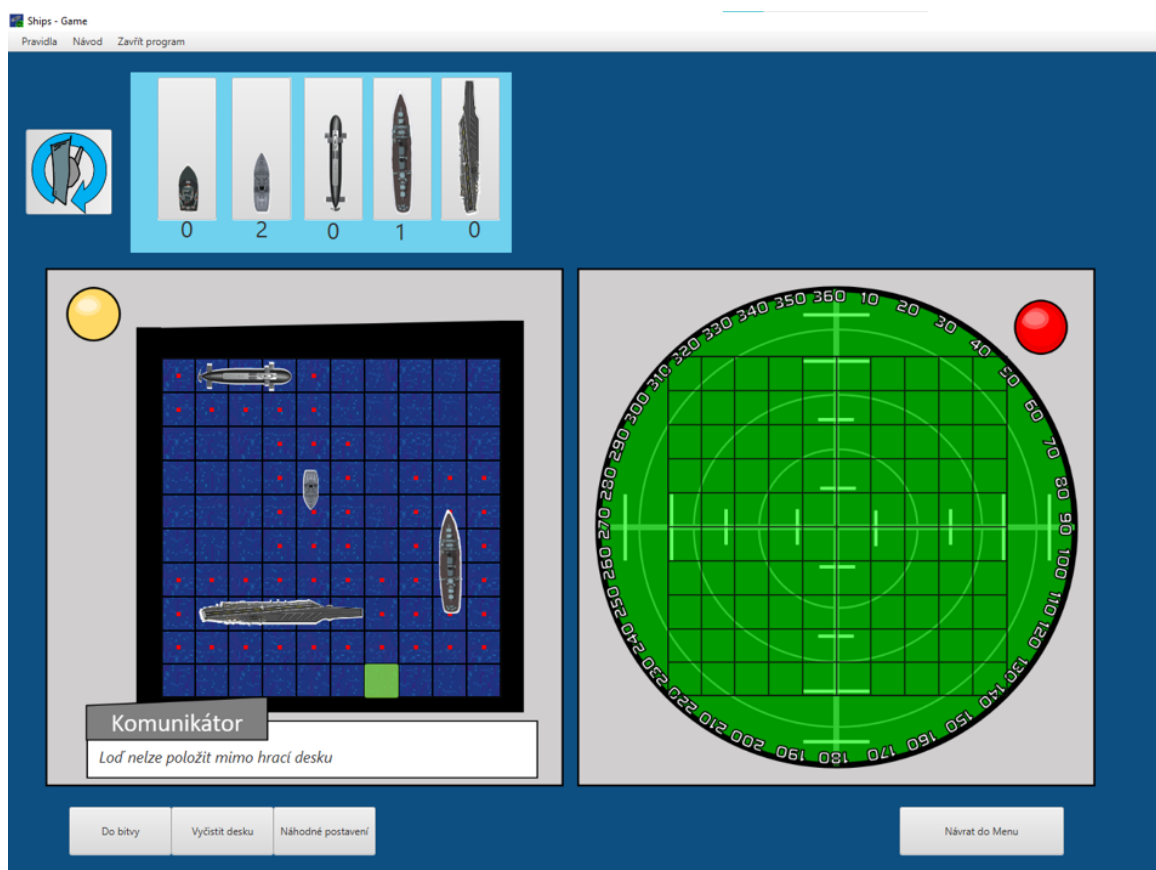 Ships - Game
Pravidla Návod Zavřít program
0 2 0 1 0
360 10 20 30 40 50 60 70 80 90 100 110 120 130 140 150 160 170 180 190 200 210 220 230 240 250 260 270 280 290 300 310 320 330 340 350
Komunikátor
Loď nelze položit mimo hrací desku
Do bitvy Vyčistit desku Náhodné postavení Návrat do Menu